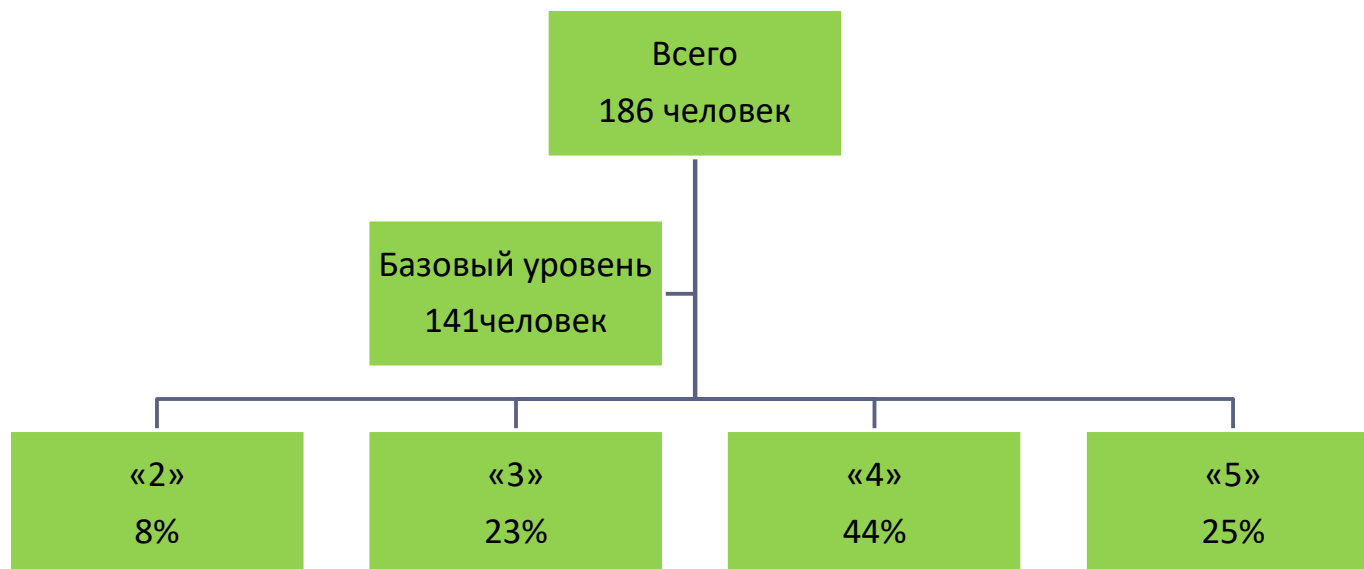 Всего
186 человек
Базовый уровень
141человек
«2»
8%
«3»
23%
«4»
44%
«5»
25%